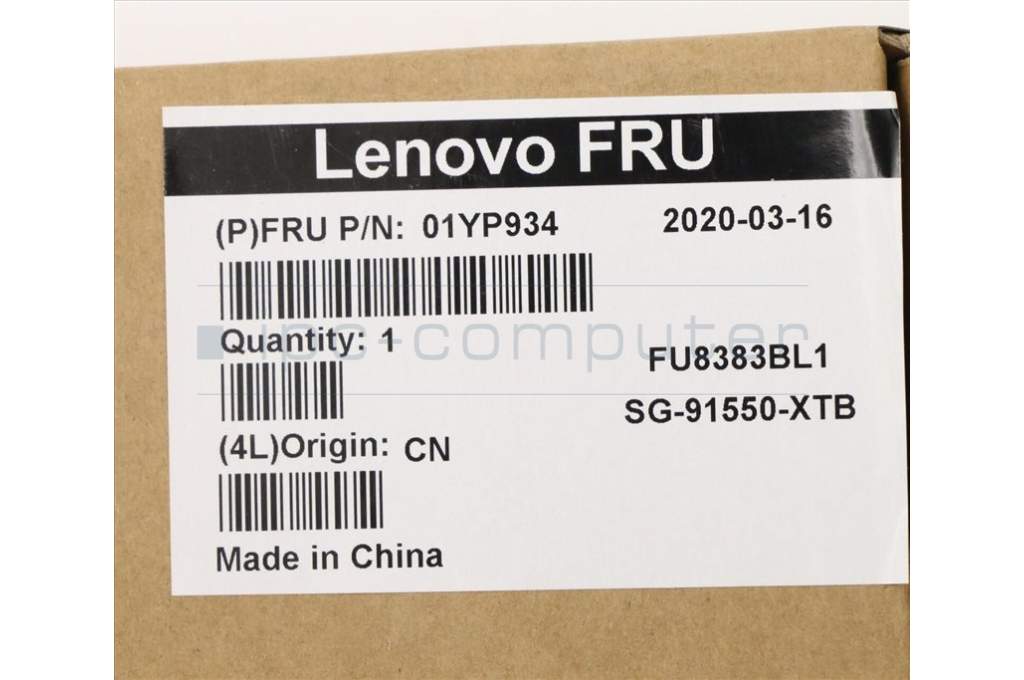 Lenovo FRU
(P)FRU P/N: 01YP934
2020-03-16
Quantity: 1
ipc-computer
FU8383BL1
SG-91550-XTB
(4L)Origin: CN
Made in China